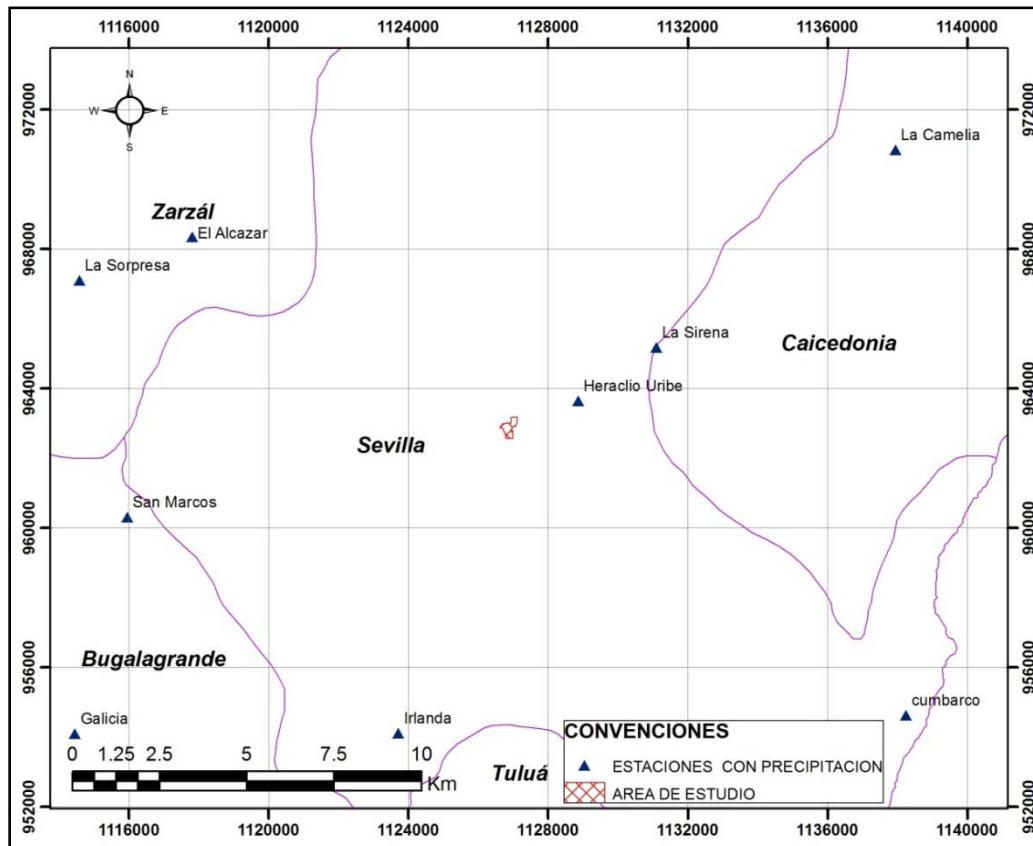 1116000 1120000 1124000 1128000 1132000 1136000 1140000
N
W E
S
972000 972000
La Camelia
Zarzál
El Alcazar
968000 968000
La Sorpresa
La Sirena
Caicedonia
964000 964000
Heraclio Uribe
Sevilla
San Marcos
960000 960000
Bugalagrande
956000 956000
cumbarco
Galicia
Irlanda
CONVENCIONES
0 1.25 2.5 5 7.5 10
Km
Tuluá
ESTACIONES CON PRECIPITACION
AREA DE ESTUDIO
952000 952000
1116000 1120000 1124000 1128000 1132000 1136000 1140000